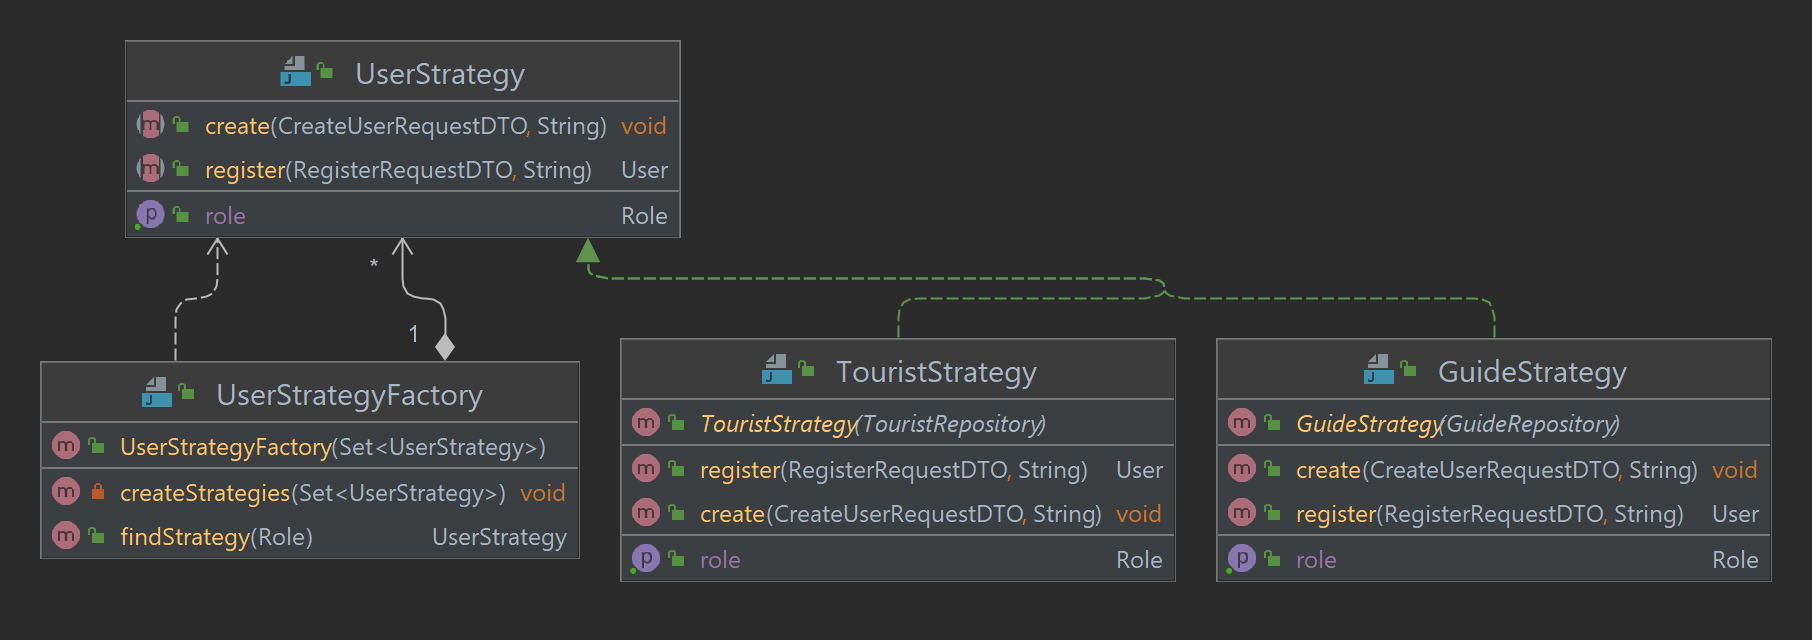 UserStrategy
create(CreateUserRequestDTO, String) void
register(RegisterRequestDTO, String) User
role Role
*
1
UserStrategyFactory
UserStrategyFactory(Set<UserStrategy>)
createStrategies(Set<UserStrategy>) void
findStrategy(Role) UserStrategy
TouristStrategy
TouristStrategy(TouristRepository)
register(RegisterRequestDTO, String) User
create(CreateUserRequestDTO, String) void
role Role
GuideStrategy
GuideStrategy(GuideRepository)
create(CreateUserRequestDTO, String) void
register(RegisterRequestDTO, String) User
role Role